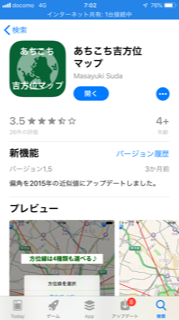 docomo 4G 7:02 76%
インターネット共有: 1台接続中
検索
あちこち
吉方位
マップ
あちこち吉方位
マップ
Masayuki Suda
開く
3.5
4+
26件の評価
年齢
新機能
バージョン履歴
バージョン1.5
3か月前
偏角を2015年の近似値にアップデートしました。
プレビュー
方位線は4種類も選べる♪
方位線を選択
Today
ゲーム
App
アップデート
検索